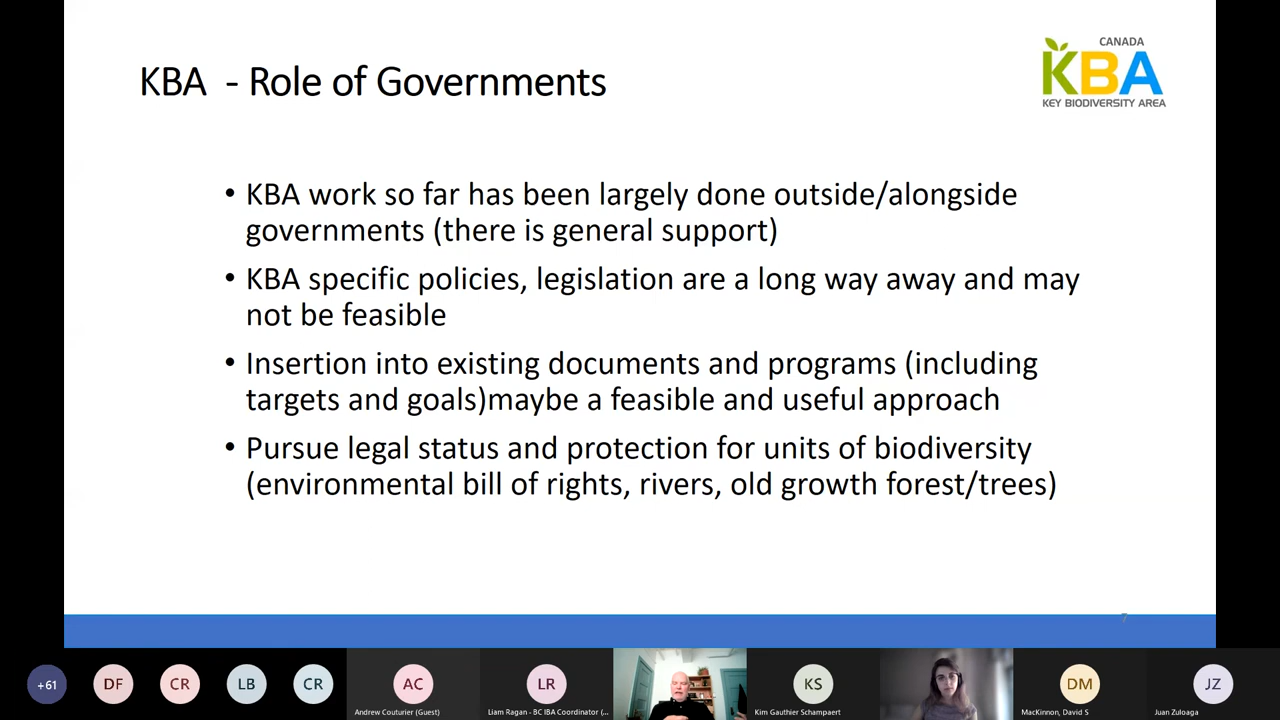 KBA - Role of Governments
CANADA
KBA
KEY BIODIVERSITY AREA
• KBA work so far has been largely done outside/alongside
governments (there is general support)
• KBA specific policies, legislation are a long way away and may
not be feasible
• Insertion into existing documents and programs (including
targets and goals)maybe a feasible and useful approach
• Pursue legal status and protection for units of biodiversity
(environmental bill of rights, rivers, old growth forest/trees)
7
+61
DF
CR
LB
CR
AC
Andrew Couturier (Guest)
LR
Liam Ragan - BC IBA Coordinator (...
KS
Kim Gauthier Schampaert
DM
MacKinnon, David S
JZ
Juan Zuloaga